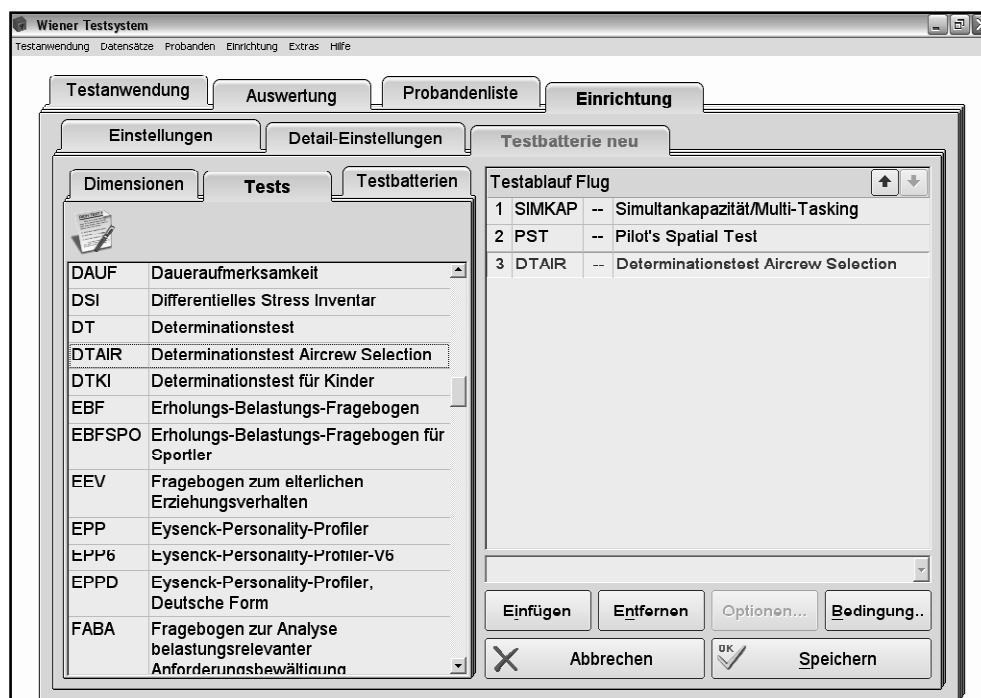 Wiener Testsystem
Testanwendung Datensätze Probanden Einrichtung Extras Hilfe
Testanwendung Auswertung Probandenliste Einrichtung
Einstellungen Detail-Einstellungen Testbatterie neu
Dimensionen Tests Testbatterien
DAUF Daueraufmerksamkeit
DSI Differentielles Stress Inventar
DT Determinationstest
DTAIR Determinationstest Aircrew Selection
DTKI Determinationstest für Kinder
EBF Erholungs-Belastungs-Fragebogen
EBFSPO Erholungs-Belastungs-Fragebogen für
Sportler
EEV Fragebogen zum elterlichen
Erziehungsverhalten
EPP Eysenck-Personality-Profiler
EPP6 Eysenck-Personality-Profiler-V6
EPPD Eysenck-Personality-Profiler,
Deutsche Form
FABA Fragebogen zur Analyse
belastungsrelevanter
Anforderungsbewältigung
Testablauf Flug
1 SIMKAP -- Simultankapazität/Multi-Tasking
2 PST -- Pilot's Spatial Test
3 DTAIR -- Determinationstest Aircrew Selection
Einfügen Entfernen Optionen... Bedingung..
Abbrechen OK Speichern